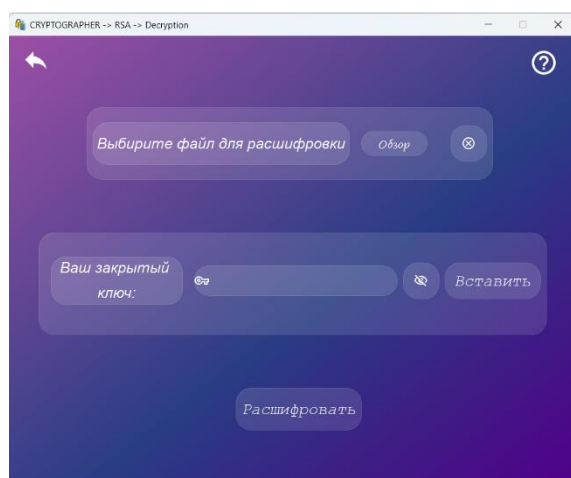 CRYPTOGRAPHER -> RSA -> Decryption
Выбирите файл для расшифровки
Обзор
Ваш закрытый
ключ:
Вставить
Расшифровать